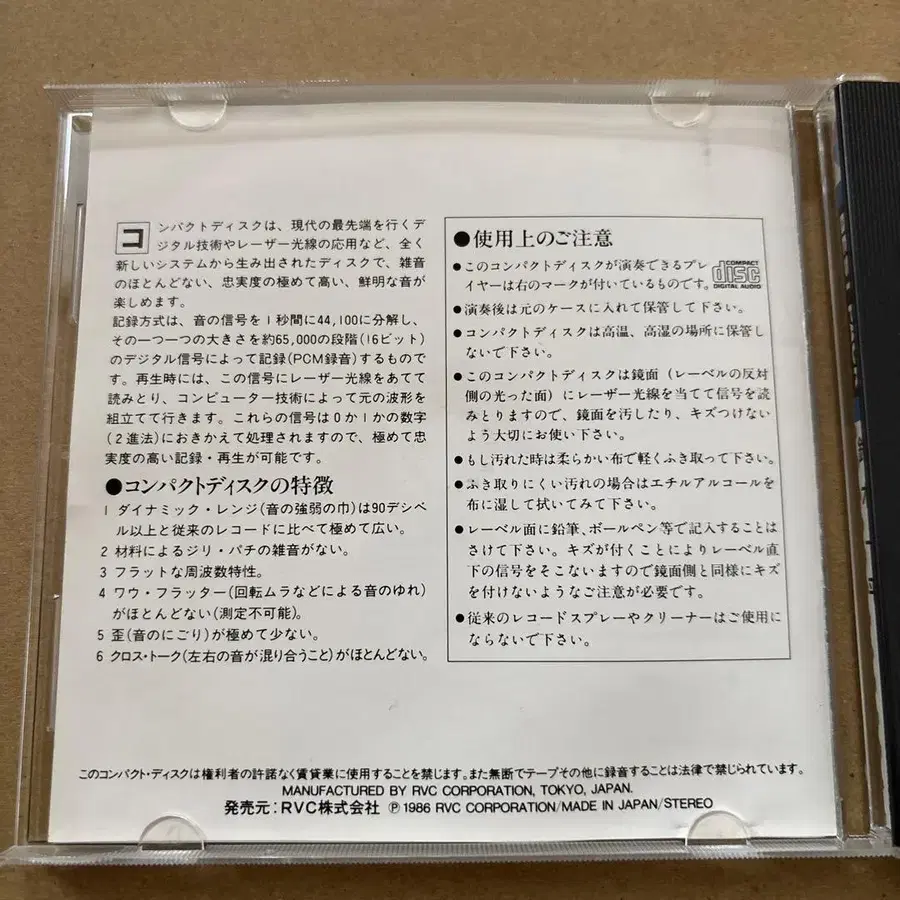 コンパクトディスクは、現代の最先端を行くデ
ジタル技術やレーザー光線の応用など、全く
新しいシステムから生み出されたディスクで、雑音
のほとんどない、忠実度の極めて高い、鮮明な音が
楽しめます。
記録方式は、音の信号を1秒間に44,100に分解し、
その一つ一つの大きさを約65,000の段階(16ビット)
のデジタル信号によって記録(PCM録音)するもので
す。再生時には、この信号にレーザー光線をあてて
読みとり、コンピューター技術によって元の波形を
組立てて行きます。これらの信号は0か1かの数字
(2進法)におきかえて処理されますので、極めて忠
実度の高い記録・再生が可能です。
●コンパクトディスクの特徴
1 ダイナミック・レンジ(音の強弱の巾)は90デシベ
ル以上と従来のレコードに比べて極めて広い。
2 材料によるジリ・パチの雑音がない。
3 フラットな周波数特性。
4 ワウ・フラッター(回転ムラなどによる音のゆれ)
がほとんどない(測定不可能)。
5 歪(音のにごり)が極めて少ない。
6 クロス・トーク(左右の音が混り合うこと)がほとんどない。
●使用上のご注意
●このコンパクトディスクが演奏できるプレ
イヤーは右のマークが付いているものです。
COMPACT
disc
DIGITAL AUDIO
●演奏後は元のケースに入れて保管して下さい。
●コンパクトディスクは高温、高湿の場所に保管し
ないで下さい。
●このコンパクトディスクは鏡面(レーベルの反対
側の光った面)にレーザー光線を当てて信号を読
みとりますので、鏡面を汚したり、キズつけない
よう大切にお使い下さい。
●もし汚れた時は柔らかい布で軽くふき取って下さい。
●ふき取りにくい汚れの場合はエチルアルコールを
布に湿して拭いてみて下さい。
●レーベル面に鉛筆、ボールペン等で記入することは
さけて下さい。キズが付くことによりレーベル直
下の信号をそこないますので鏡面側と同様にキズ
を付けないようなご注意が必要です。
●従来のレコードスプレーやクリーナーはご使用に
ならないで下さい。
このコンパクト・ディスクは権利者の許諾なく賃貸業に使用することを禁じます。また無断でテープその他に録音することは法律で禁じられています。
MANUFACTURED BY RVC CORPORATION, TOKYO, JAPAN.
発売元:RVC株式会社 Ⓟ 1986 RVC CORPORATION/MADE IN JAPAN/STEREO